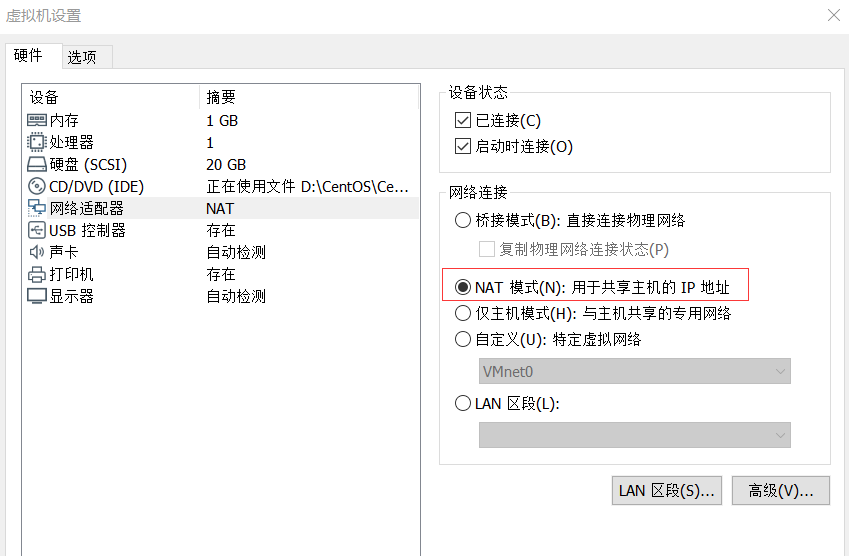 虚拟机设置
硬件 选项
设备 摘要
内存 1 GB
处理器 1
硬盘 (SCSI) 20 GB
CD/DVD (IDE) 正在使用文件 D:\CentOS\Ce...
网络适配器 NAT
USB 控制器 存在
声卡 自动检测
打印机 存在
显示器 自动检测
设备状态
已连接(C)
启动时连接(O)
网络连接
桥接模式(B): 直接连接物理网络
复制物理网络连接状态(P)
NAT 模式(N): 用于共享主机的 IP 地址
仅主机模式(H): 与主机共享的专用网络
自定义(U): 特定虚拟网络
VMnet0
LAN 区段(L):
LAN 区段(S)... 高级(V)...